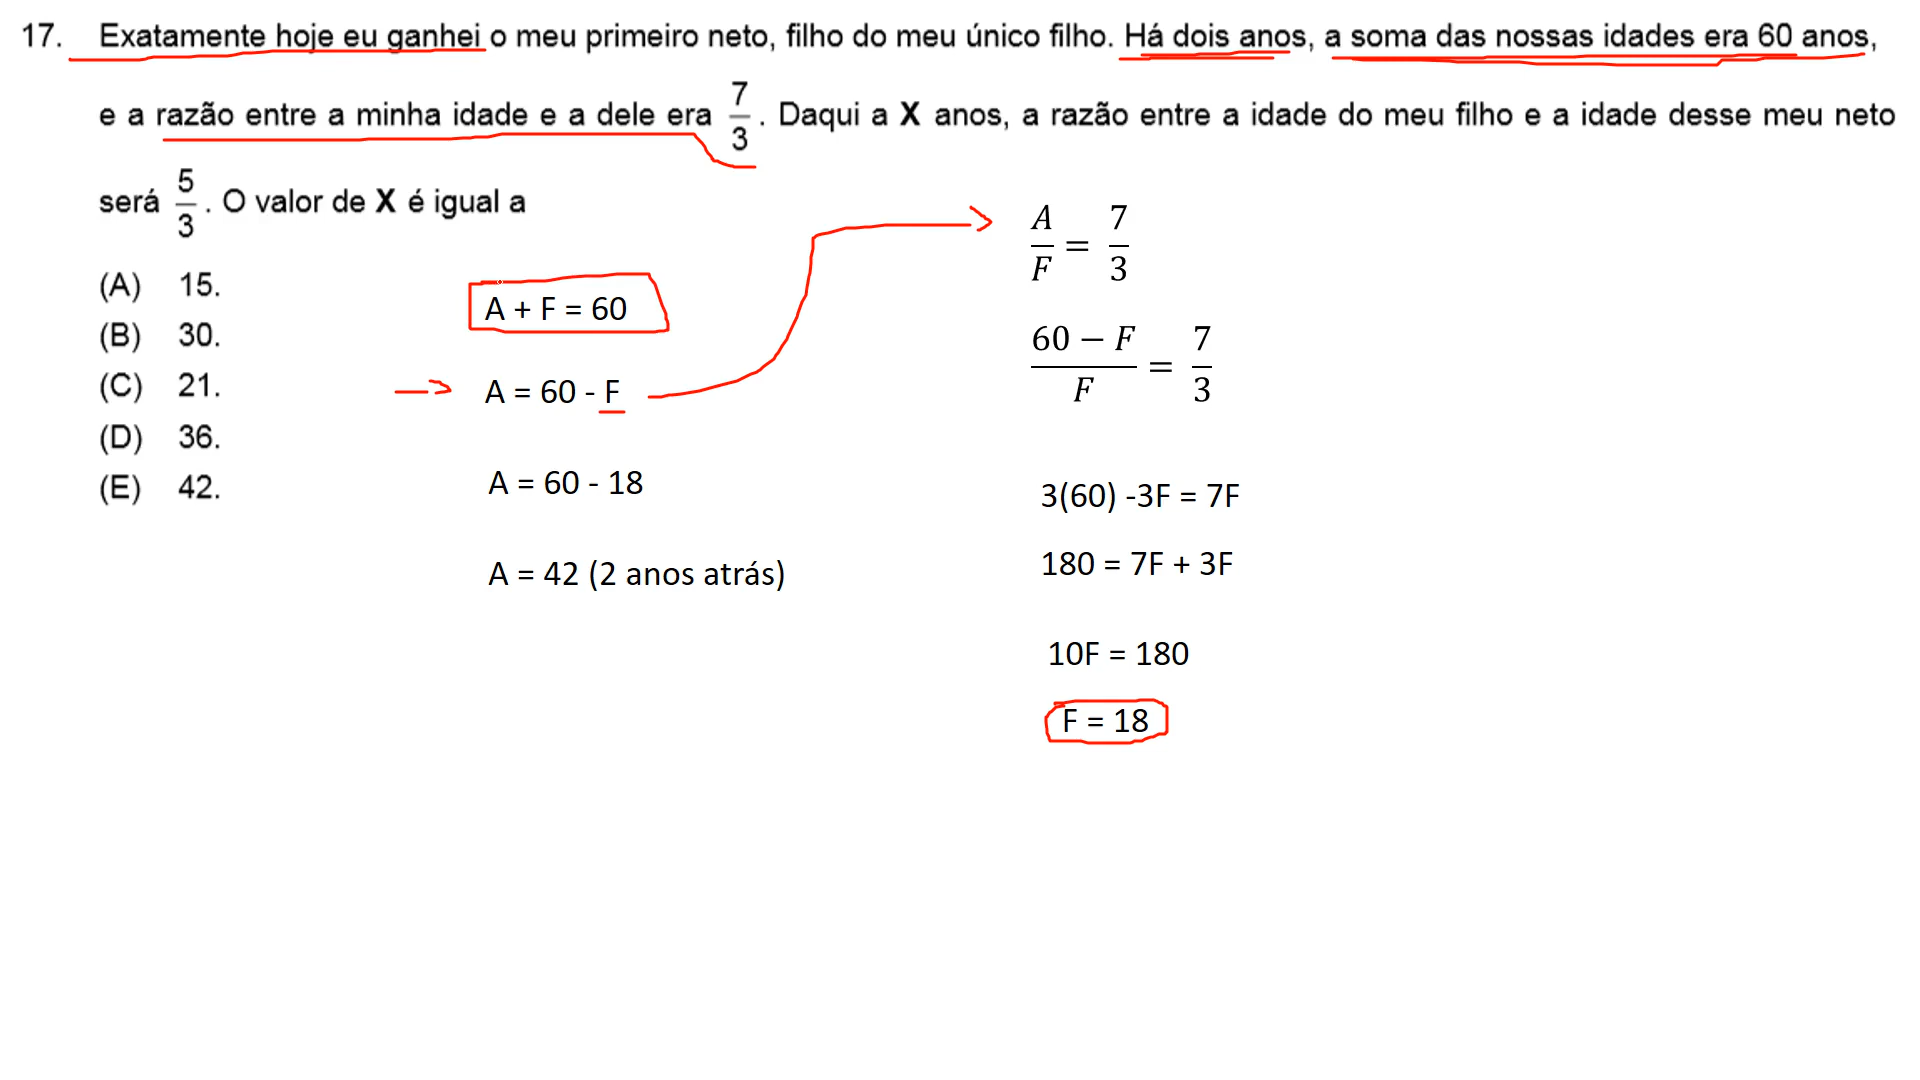 17. Exatamente hoje eu ganhei o meu primeiro neto, filho do meu único filho. Há dois anos, a soma das nossas idades era 60 anos,
e a razão entre a minha idade e a dele era 7/3. Daqui a X anos, a razão entre a idade do meu filho e a idade desse meu neto
será 5/3. O valor de X é igual a
(A) 15.
(B) 30.
(C) 21.
(D) 36.
(E) 42.
A + F = 60
A = 60 - F
A = 60 - 18
A = 42 (2 anos atrás)
A/F = 7/3
(60 − F)/F = 7/3
3(60) -3F = 7F
180 = 7F + 3F
10F = 180
F = 18